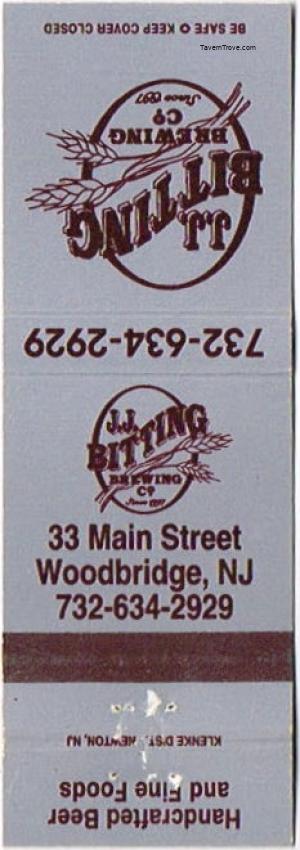 BE SAFE ✪ KEEP COVER CLOSED
TavernTrove.com
J.J.
BITTING
BREWING
CO
Since 1997
732-634-2929
J.J.
BITTING
BREWING
CO
Since 1997
33 Main Street
Woodbridge, NJ
732-634-2929
KLENKE DIST. NEWTON, NJ
Handcrafted Beer
and Fine Foods